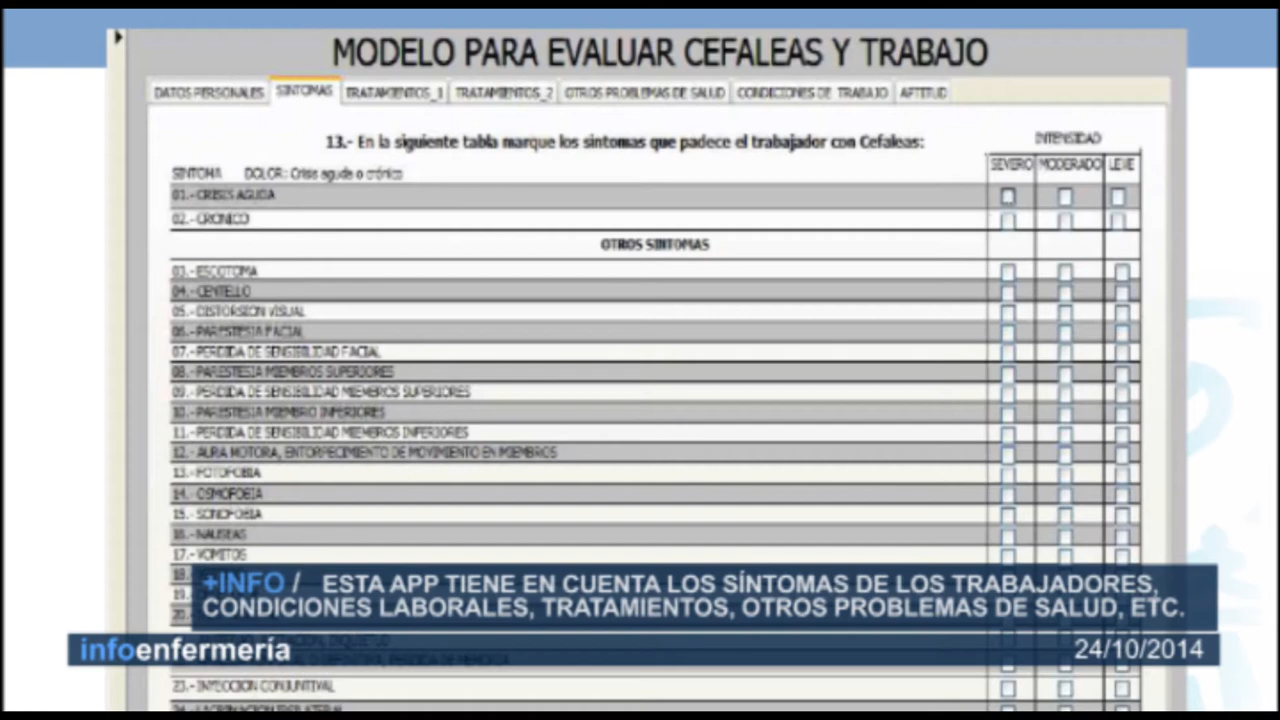 MODELO PARA EVALUAR CEFALEAS Y TRABAJO
DATOS PERSONALES SINTOMAS TRATAMIENTOS_1 TRATAMIENTOS_2 OTROS PROBLEMAS DE SALUD CONDICIONES DE TRABAJO APTITUD
13.- En la siguiente tabla marque los sintomas que padece el trabajador con Cefaleas:
INTENSIDAD
SINTOMA DOLOR: Crisis aguda o crónico
SEVERO MODERADO LEVE
01.- CRISIS AGUDA
02.- CRONICO
OTROS SINTOMAS
03.- ESCOTOMA
04.- CENTELLO
05.- DISTORSION VISUAL
06.- PARESTESIA FACIAL
07.- PERDIDA DE SENSIBILIDAD FACIAL
08.- PARESTESIA MIEMBROS SUPERIORES
09.- PERDIDA DE SENSIBILIDAD MIEMBROS SUPERIORES
10.- PARESTESIA MIEMBRO INFERIORES
11.- PERDIDA DE SENSIBILIDAD MIEMBROS INFERIORES
12.- AURA MOTORA, ENTORPECIMIENTO DE MOVIMIENTO EN MIEMBROS
13.- FOTOFOBIA
14.- OSMOFOBIA
15.- SONOFOBIA
16.- NAUSEAS
17.- VOMITOS
+INFO / ESTA APP TIENE EN CUENTA LOS SÍNTOMAS DE LOS TRABAJADORES,
CONDICIONES LABORALES, TRATAMIENTOS, OTROS PROBLEMAS DE SALUD, ETC.
infoenfermería 24/10/2014
23.- INYECCION CONJUNTIVAL